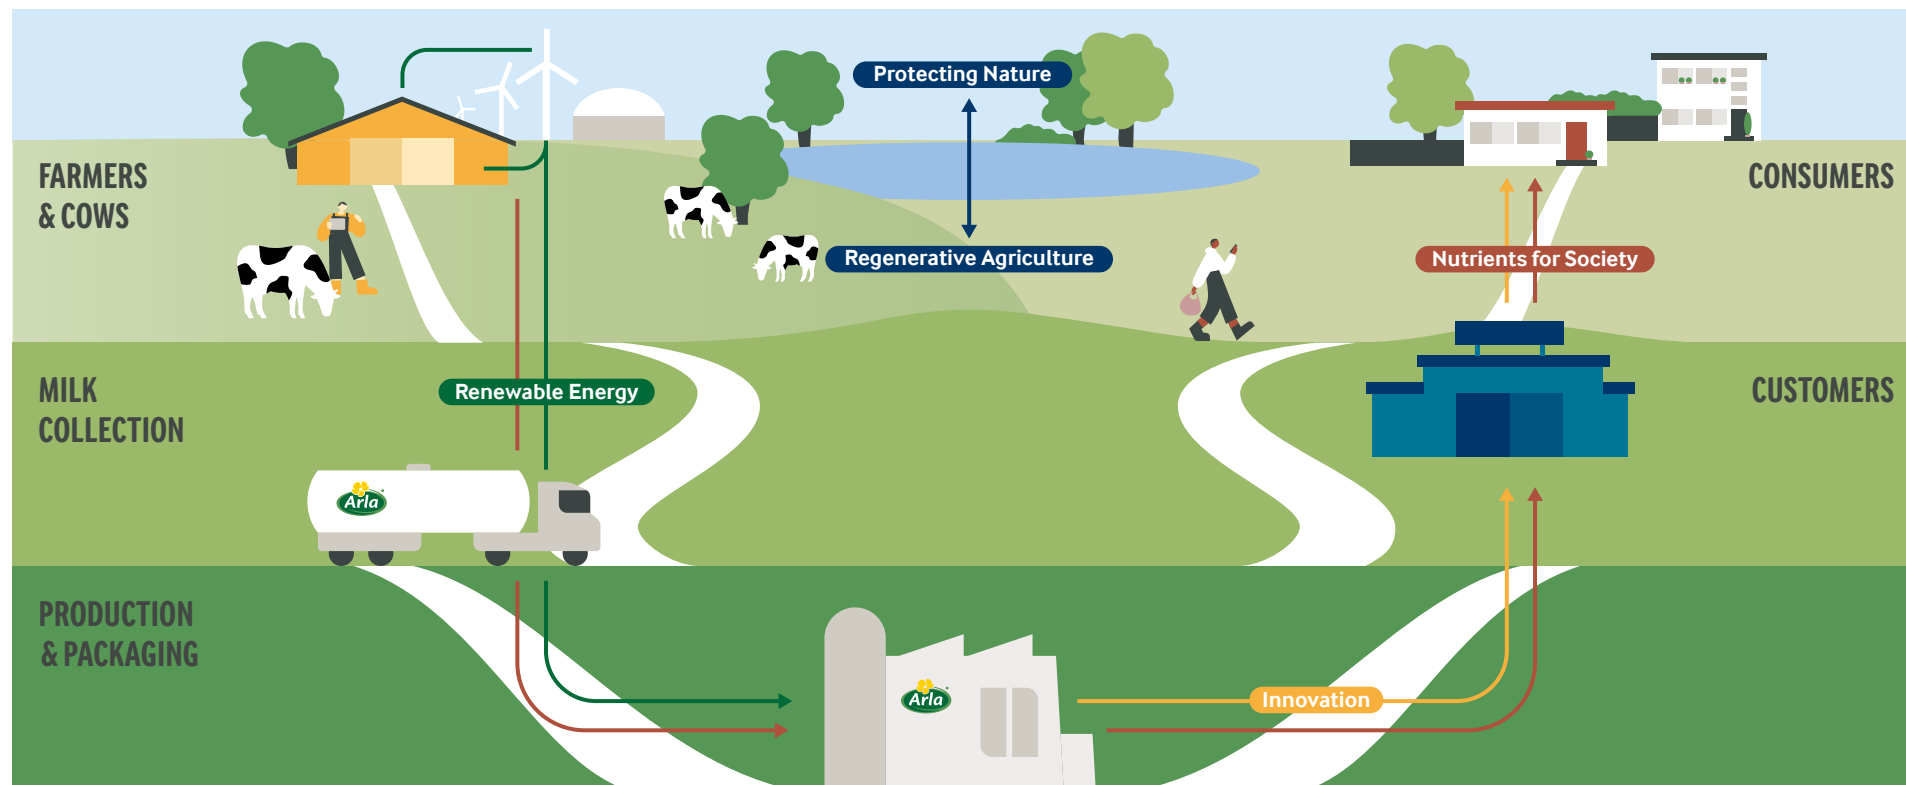 Protecting Nature
FARMERS
& COWS
CONSUMERS
Regenerative Agriculture
Nutrients for Society
MILK
COLLECTION
Renewable Energy
CUSTOMERS
Arla
PRODUCTION
& PACKAGING
Arla
Innovation